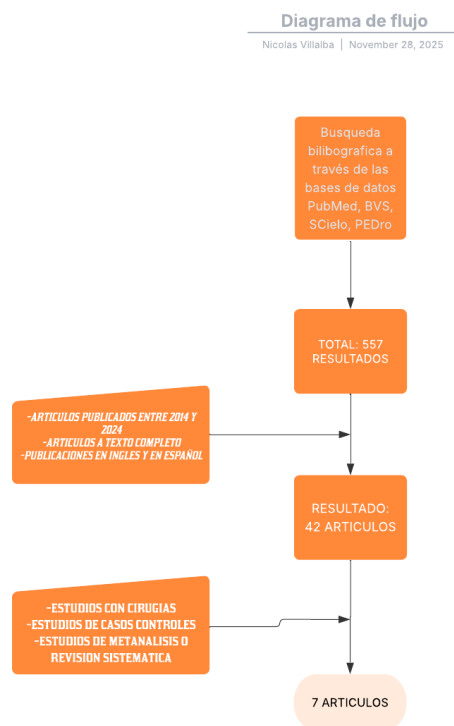 Diagrama de flujo
Nicolas Villalba | November 28, 2025
Busqueda
bilibografica a
través de las
bases de datos
PubMed, BVS,
SCielo, PEDro
TOTAL: 557
RESULTADOS
-ARTICULOS PUBLICADOS ENTRE 2014 Y
2024
-ARTICULOS A TEXTO COMPLETO
-PUBLICACIONES EN INGLES Y EN ESPAÑOL
RESULTADO:
42 ARTICULOS
-ESTUDIOS CON CIRUGIAS
-ESTUDIOS DE CASOS CONTROLES
-ESTUDIOS DE METANALISIS O
REVISION SISTEMATICA
7 ARTICULOS